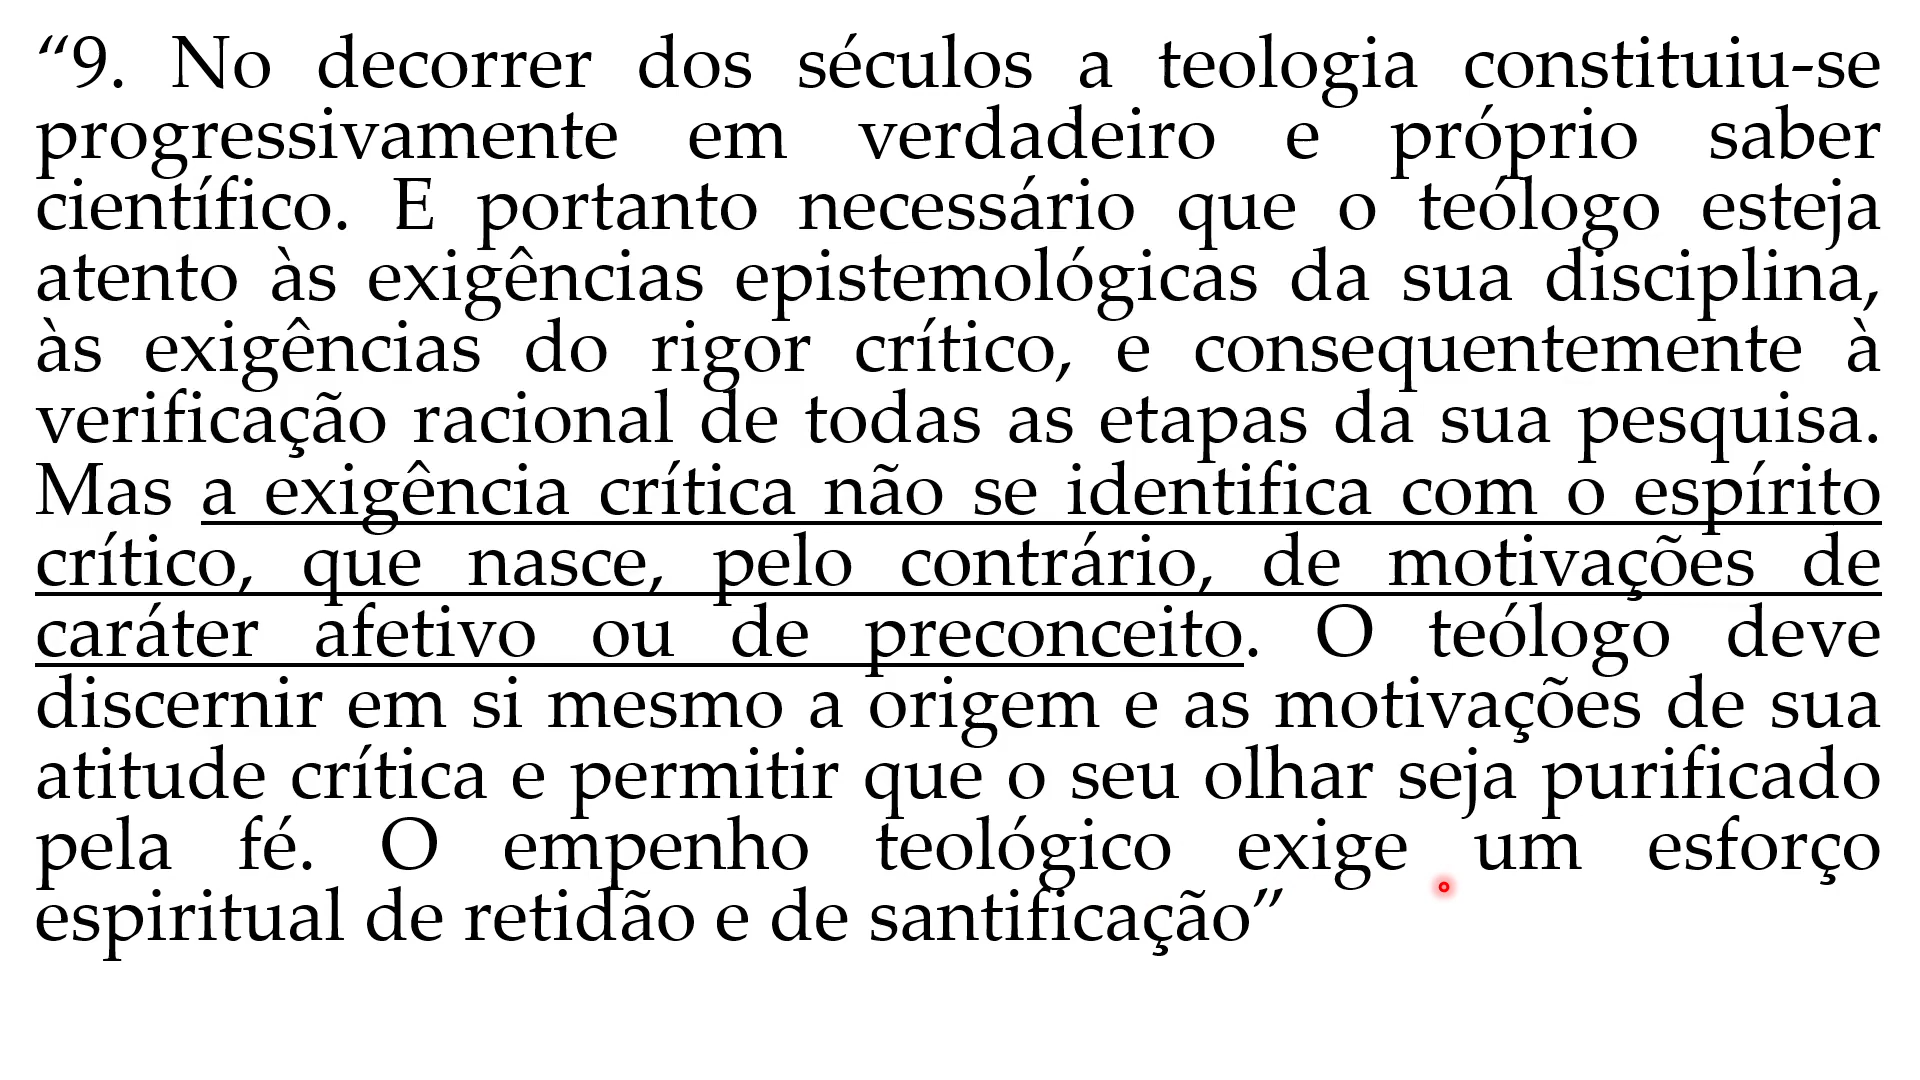 “9. No decorrer dos séculos a teologia constituiu-se
progressivamente em verdadeiro e próprio saber
científico. E portanto necessário que o teólogo esteja
atento às exigências epistemológicas da sua disciplina,
às exigências do rigor crítico, e consequentemente à
verificação racional de todas as etapas da sua pesquisa.
Mas a exigência crítica não se identifica com o espírito
crítico, que nasce, pelo contrário, de motivações de
caráter afetivo ou de preconceito. O teólogo deve
discernir em si mesmo a origem e as motivações de sua
atitude crítica e permitir que o seu olhar seja purificado
pela fé. O empenho teológico exige um esforço
espiritual de retidão e de santificação”